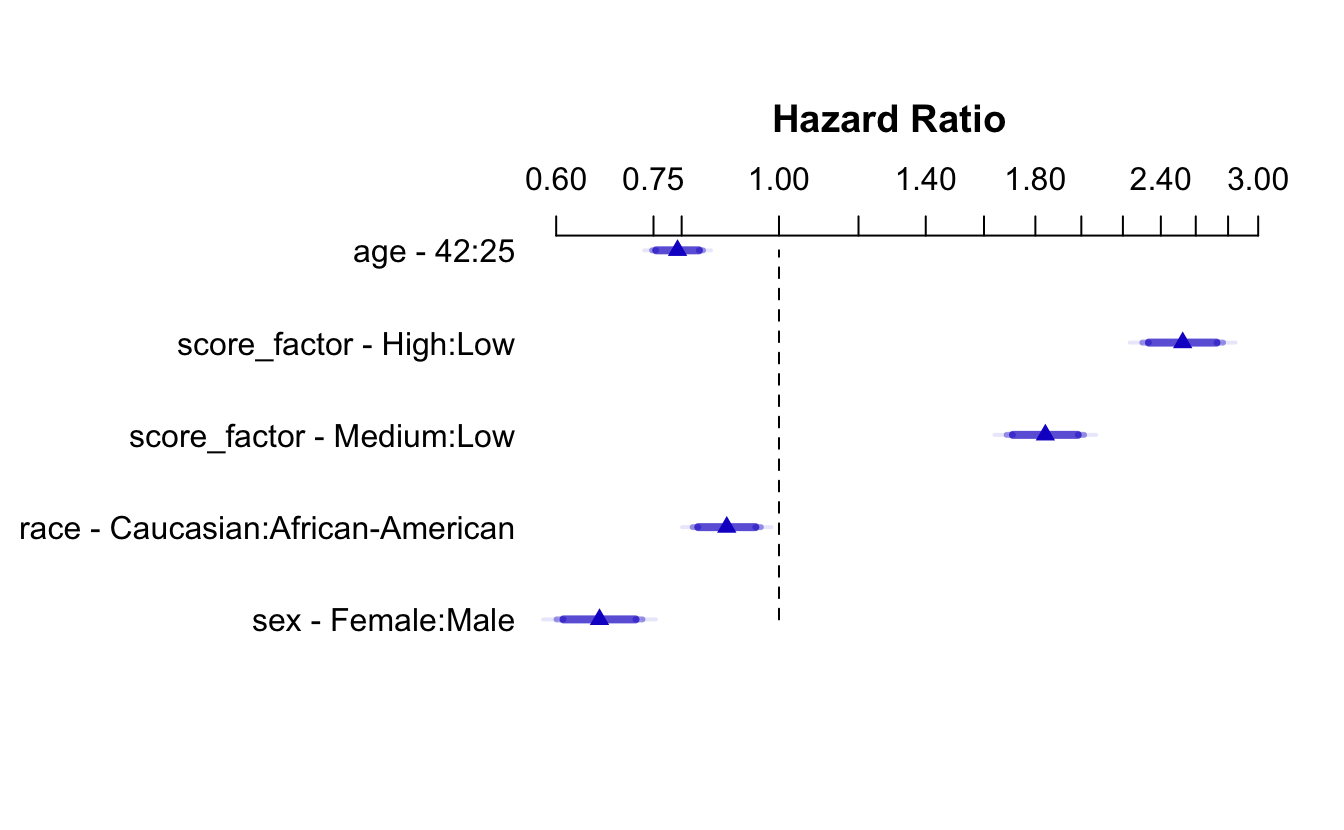 Hazard Ratio
0.60 0.75 1.00 1.40 1.80 2.40 3.00
age - 42:25
score_factor - High:Low
score_factor - Medium:Low
race - Caucasian:African-American
sex - Female:Male